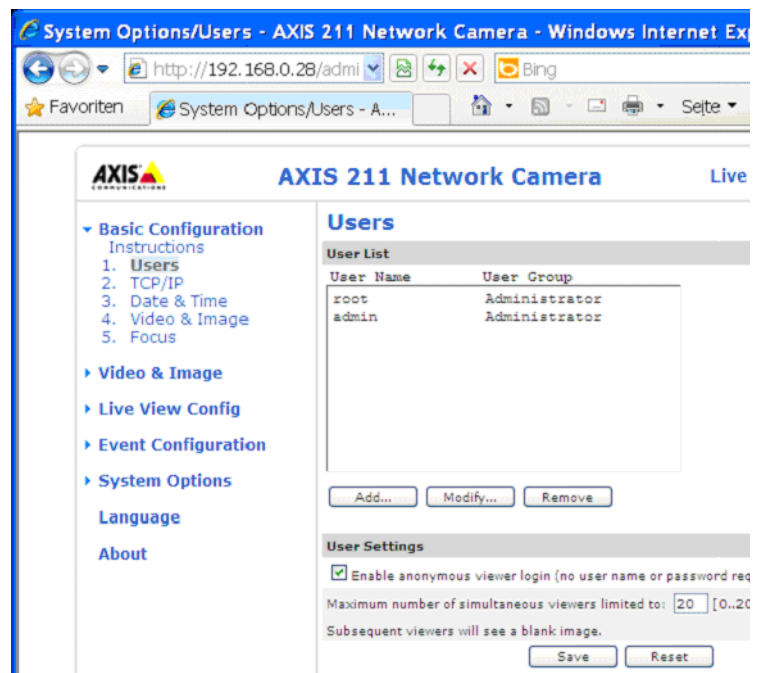 System Options/Users - AXIS 211 Network Camera - Windows Internet Exp
http://192.168.0.28/admi Bing
Favoriten System Options/Users - A... Seite
AXIS COMMUNICATIONS AXIS 211 Network Camera Live
Basic Configuration
Instructions
1. Users
2. TCP/IP
3. Date & Time
4. Video & Image
5. Focus
Video & Image
Live View Config
Event Configuration
System Options
Language
About
Users
User List
User Name User Group
root Administrator
admin Administrator
Add... Modify... Remove
User Settings
Enable anonymous viewer login (no user name or password req
Maximum number of simultaneous viewers limited to: 20 [0..20
Subsequent viewers will see a blank image.
Save Reset